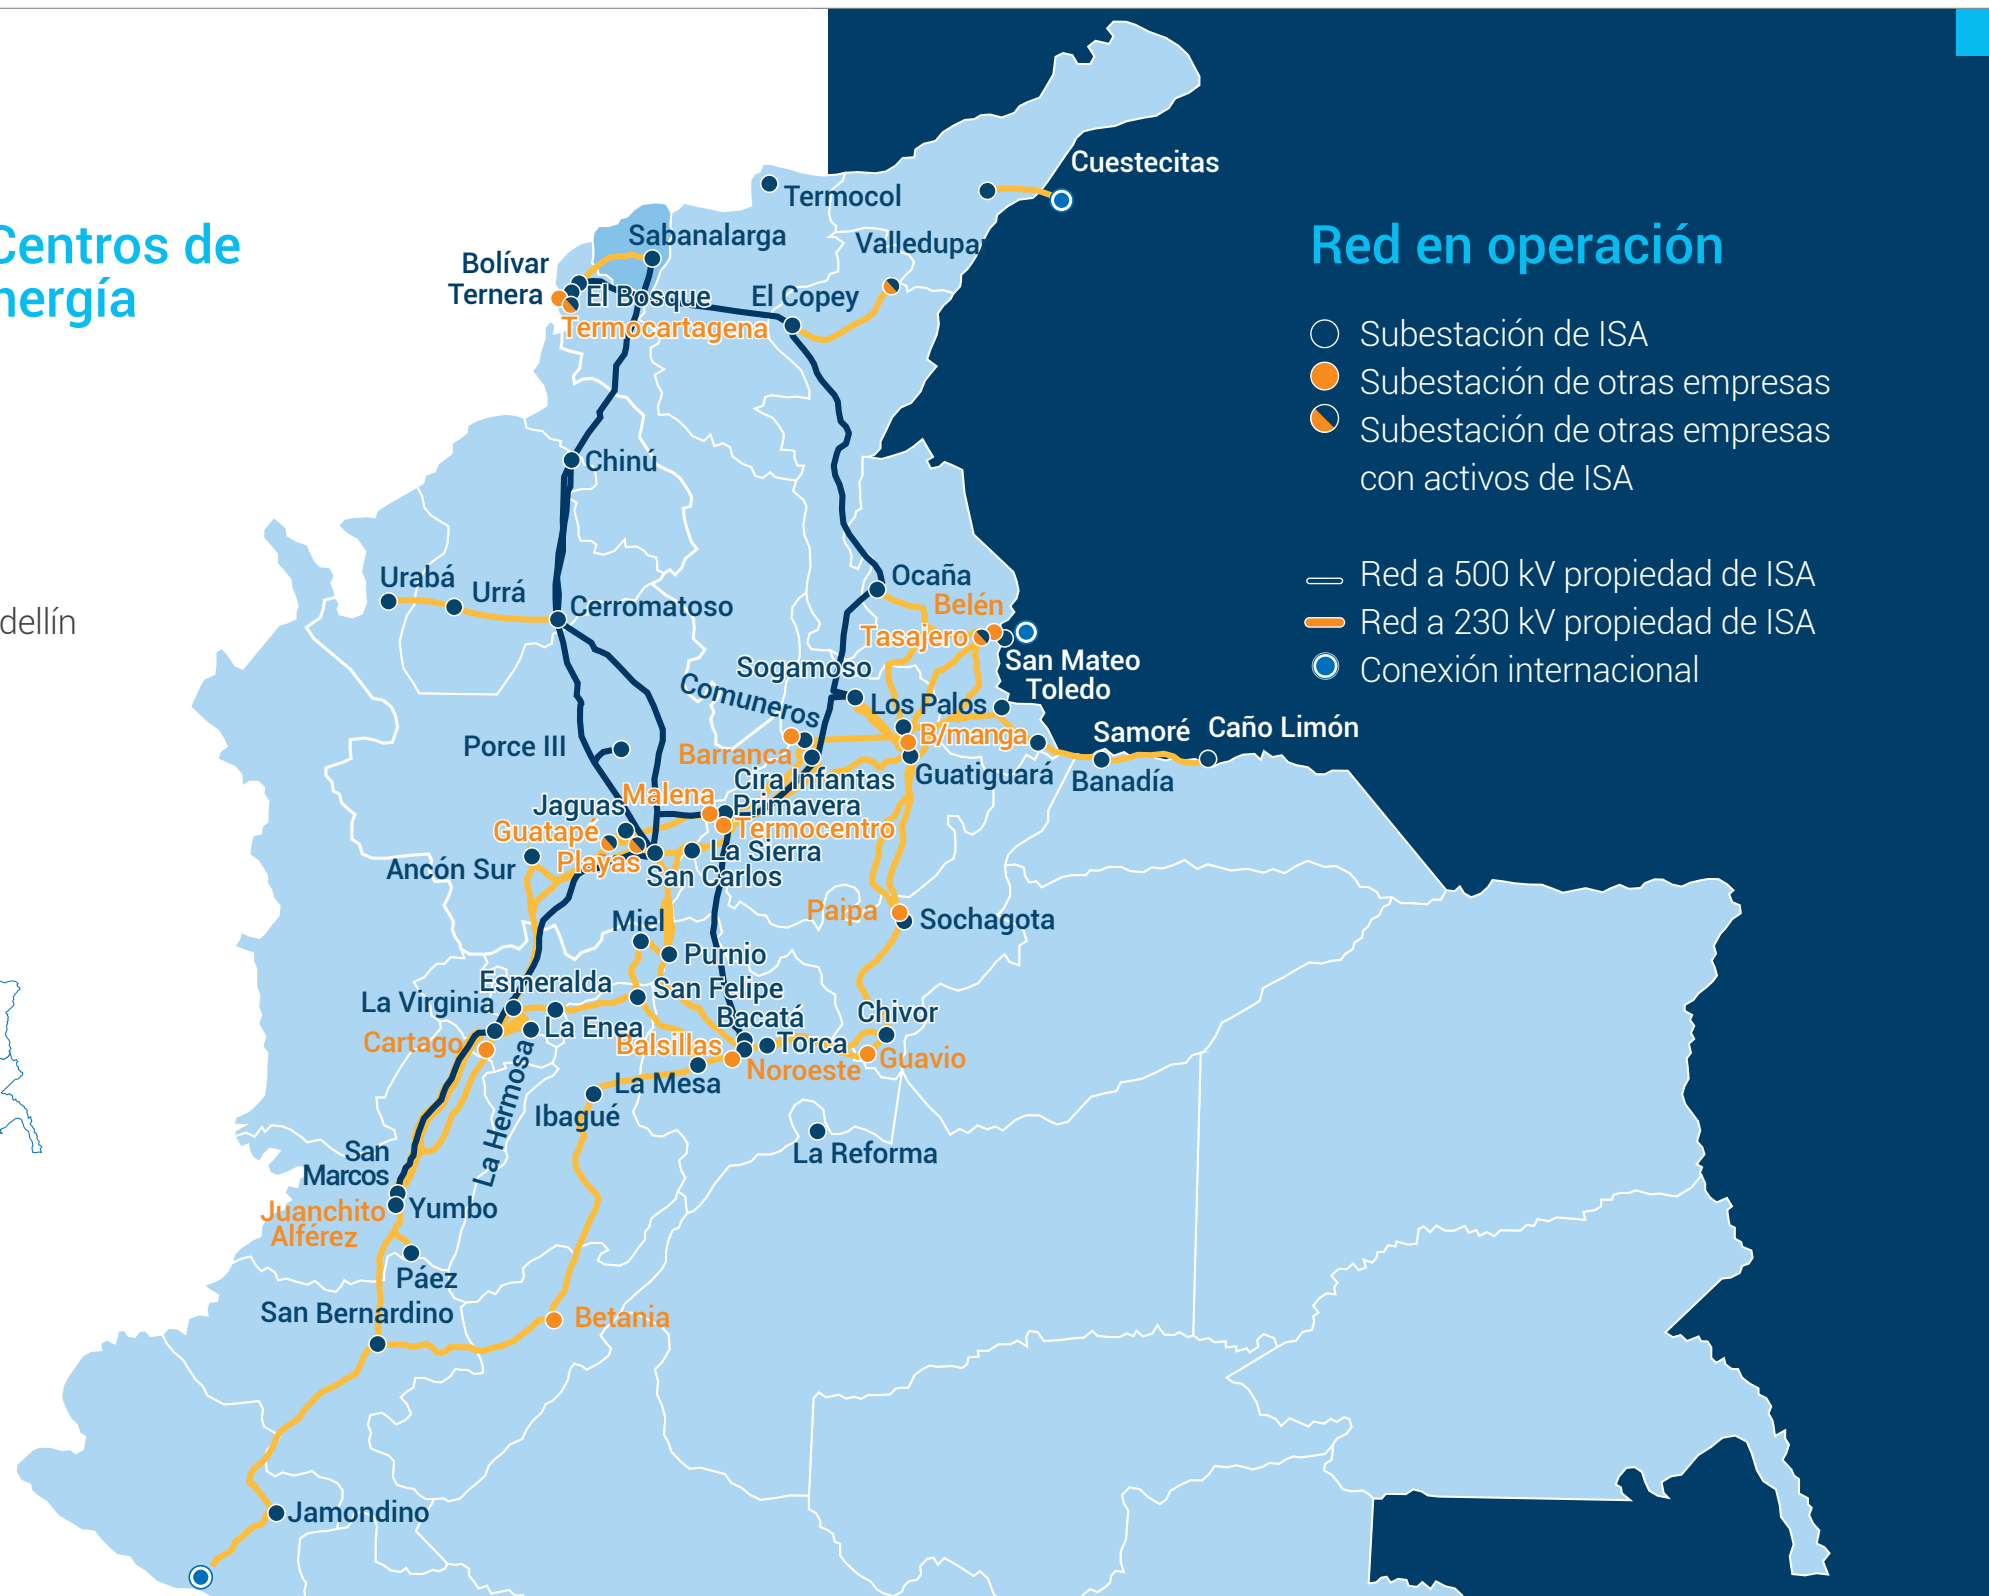 Centros de
nergía
dellín
Red en operación
Subestación de ISA
Subestación de otras empresas
Subestación de otras empresas
con activos de ISA
Red a 500 kV propiedad de ISA
Red a 230 kV propiedad de ISA
Conexión internacional
Cuestecitas
Termocol
Sabanalarga
Valledupar
Bolívar
Ternera
El Bosque
El Copey
Termocartagena
Chinú
Urabá
Urrá
Cerromatoso
Ocaña
Belén
Tasajero
San Mateo
Toledo
Sogamoso
Comuneros
Los Palos
B/manga
Samoré
Caño Limón
Porce III
Barranca
Cira Infantas
Guatiguará
Banadía
Malena
Primavera
Jaguas
Guatapé
Termocentro
Playas
La Sierra
Ancón Sur
San Carlos
Miel
Paipa
Sochagota
Purnio
Esmeralda
San Felipe
La Virginia
Bacatá
Chivor
La Enea
Cartago
Balsillas
Torca
Noroeste
Guavio
La Mesa
La Hermosa
Ibagué
La Reforma
San
Marcos
Juanchito
Yumbo
Alférez
Páez
San Bernardino
Betania
Jamondino